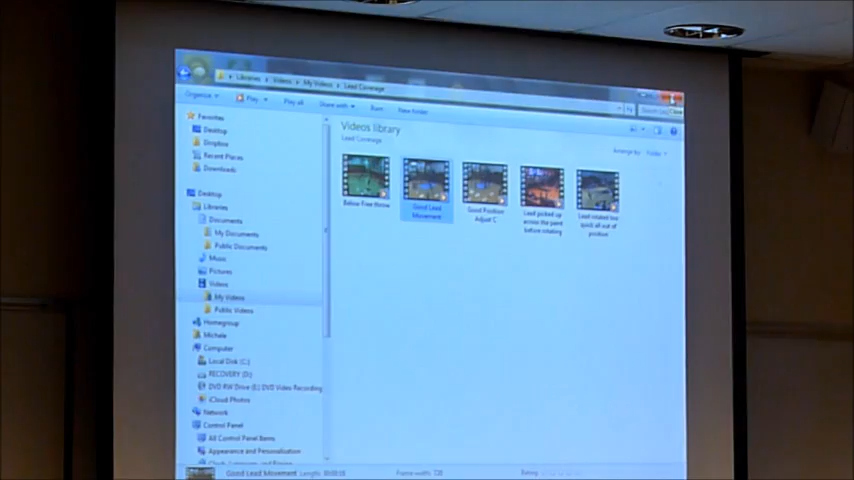 Libraries Videos My Videos Lead Coverage
Organize Play Play all Share with Burn New folder
Videos library
Lead Coverage
Arrange by: Folder
Close
Favorites
Desktop
Dropbox
Recent Places
Downloads
Desktop
Libraries
Documents
My Documents
Public Documents
Music
Pictures
Videos
My Videos
Public Videos
Homegroup
Michele
Computer
Local Disk (C:)
RECOVERY (D:)
DVD RW Drive (E:) DVD Video Recording
iCloud Photos
Network
Control Panel
All Control Panel Items
Appearance and Personalization
Below Free throw
Good Lead
Movement
Good Position
Adjust C
Lead picked up
across the paint
before rotating
Lead rotated too
quick all out of
position
Good Lead Movement Length:
Frame width: 720
Rating: